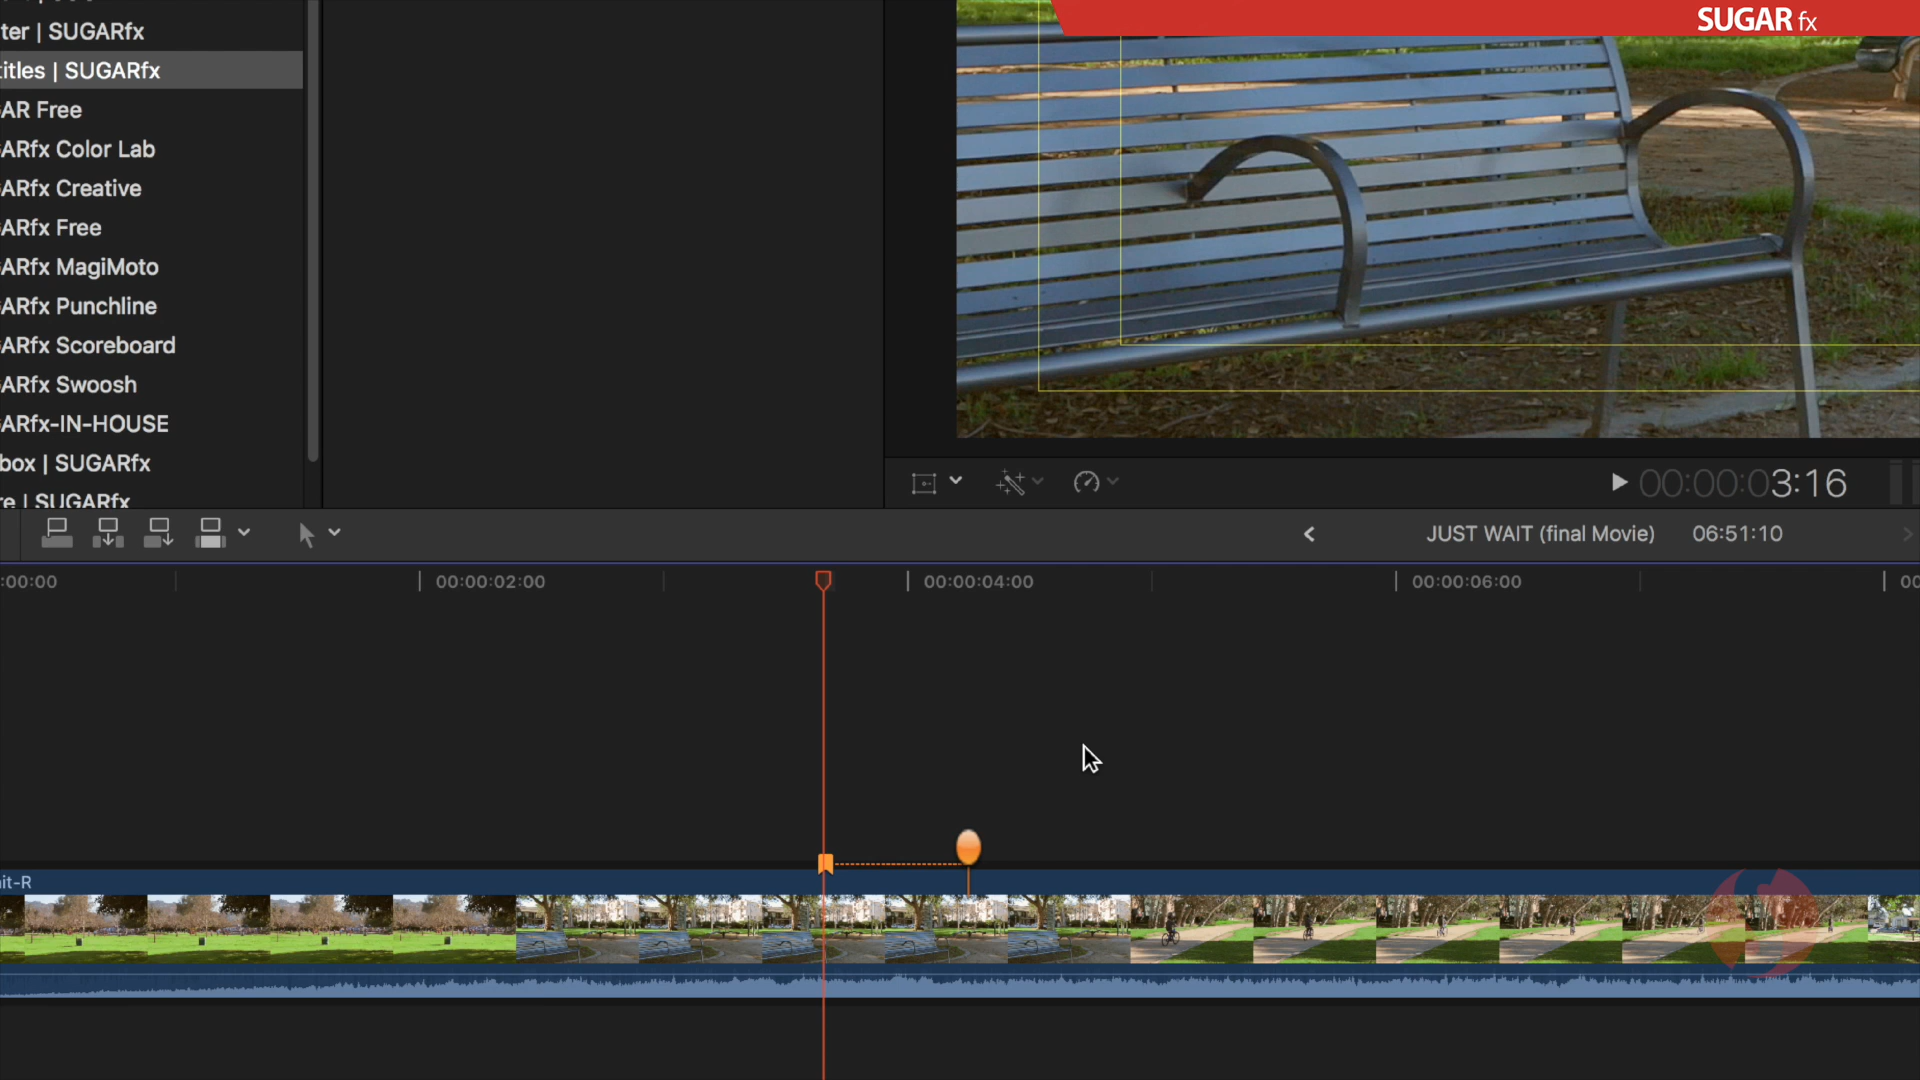 ter | SUGARfx
titles | SUGARfx
AR Free
ARfx Color Lab
ARfx Creative
ARfx Free
ARfx MagiMoto
ARfx Punchline
ARfx Scoreboard
ARfx Swoosh
ARfx-IN-HOUSE
box | SUGARfx
re | SUGARfx
SUGAR fx
00:00:03:16
JUST WAIT (final Movie) 06:51:10
:00:00 00:00:02:00 00:00:04:00 00:00:06:00 00
it-R